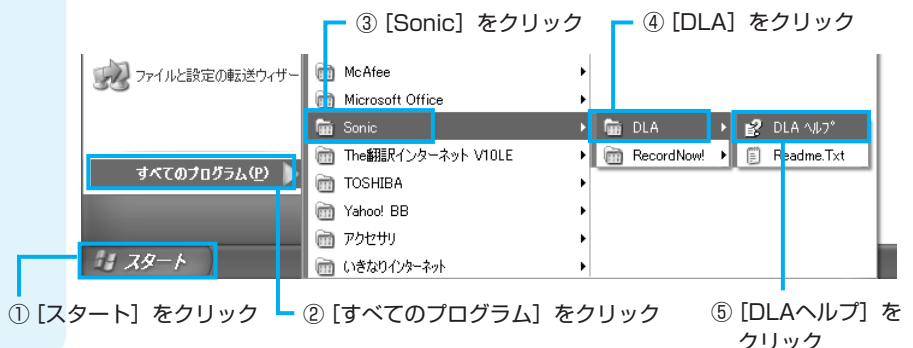 ③ [Sonic] をクリック
④ [DLA] をクリック
ファイルと設定の転送ウィザー
McAfee
Microsoft Office
Sonic
DLA
DLA ヘルプ
The翻訳インターネット V10LE
RecordNow!
Readme.Txt
すべてのプログラム(P)
TOSHIBA
Yahoo! BB
アクセサリ
スタート
いきなりインターネット
① [スタート] をクリック
② [すべてのプログラム] をクリック
⑤ [DLAヘルプ] を
クリック